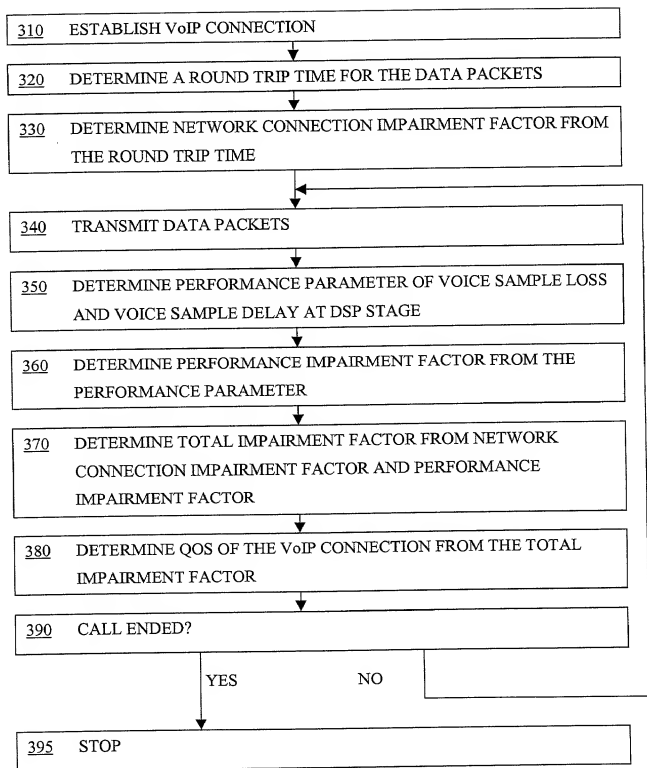 310 ESTABLISH VoIP CONNECTION
320 DETERMINE A ROUND TRIP TIME FOR THE DATA PACKETS
330 DETERMINE NETWORK CONNECTION IMPAIRMENT FACTOR FROM
THE ROUND TRIP TIME
340 TRANSMIT DATA PACKETS
350 DETERMINE PERFORMANCE PARAMETER OF VOICE SAMPLE LOSS
AND VOICE SAMPLE DELAY AT DSP STAGE
360 DETERMINE PERFORMANCE IMPAIRMENT FACTOR FROM THE
PERFORMANCE PARAMETER
370 DETERMINE TOTAL IMPAIRMENT FACTOR FROM NETWORK
CONNECTION IMPAIRMENT FACTOR AND PERFORMANCE
IMPAIRMENT FACTOR
380 DETERMINE QOS OF THE VoIP CONNECTION FROM THE TOTAL
IMPAIRMENT FACTOR
390 CALL ENDED?
YES NO
395 STOP